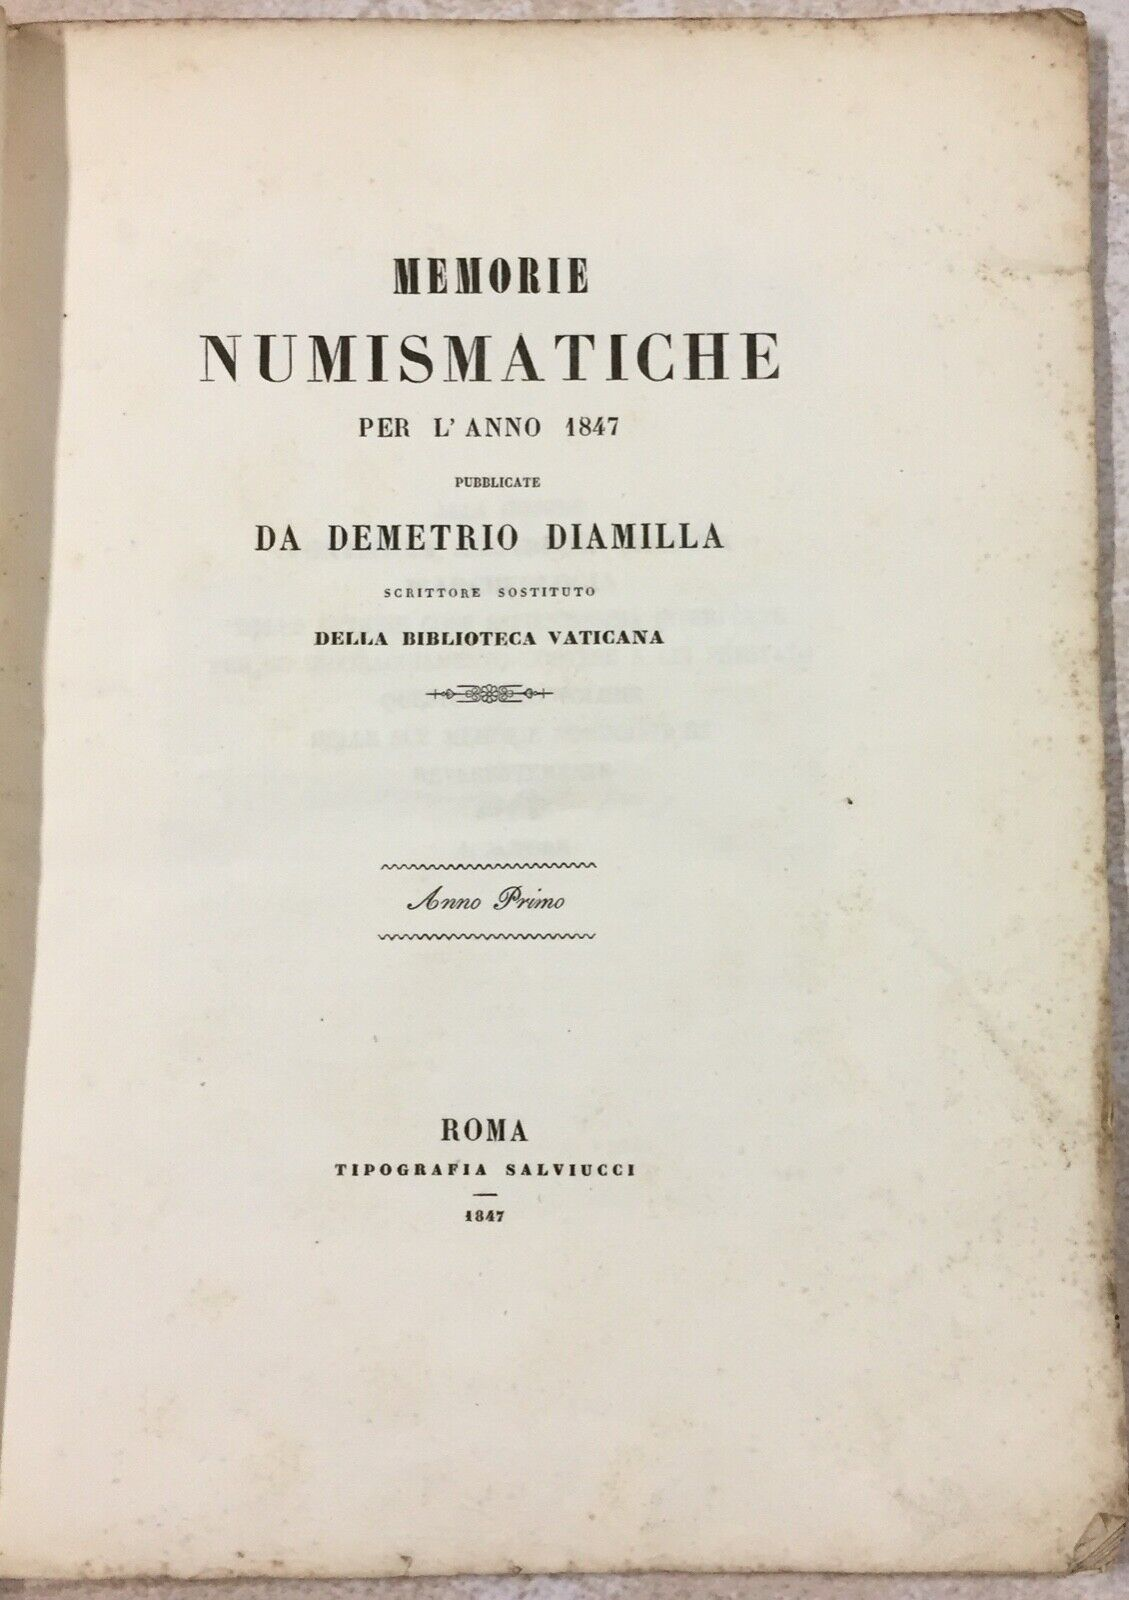 MEMORIE
NUMISMATICHE
PER L'ANNO 1847
PUBBLICATE
DA DEMETRIO DIAMILLA
SCRITTORE SOSTITUTO
DELLA BIBLIOTECA VATICANA
Anno Primo
ROMA
TIPOGRAFIA SALVIUCCI
1847